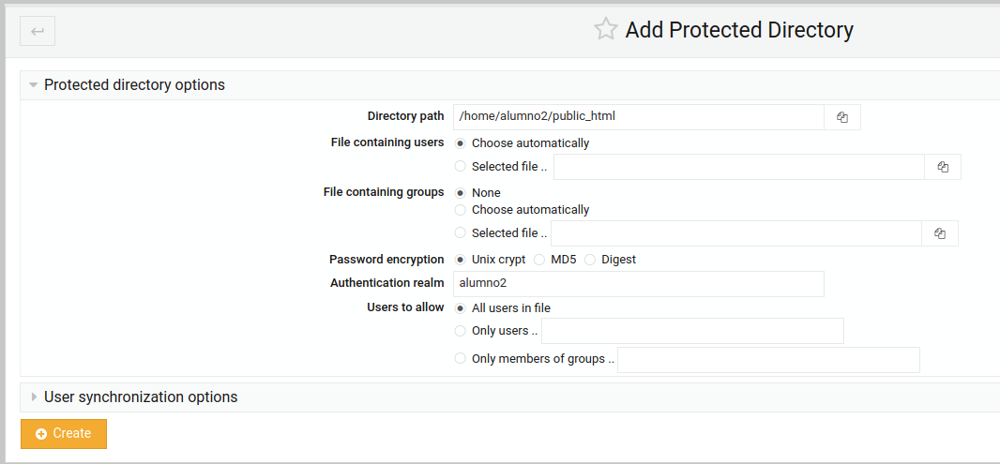 Add Protected Directory
Protected directory options
Directory path /home/alumno2/public_html
File containing users Choose automatically
Selected file ..
File containing groups None
Choose automatically
Selected file ..
Password encryption Unix crypt MD5 Digest
Authentication realm alumno2
Users to allow All users in file
Only users ..
Only members of groups ..
User synchronization options
Create